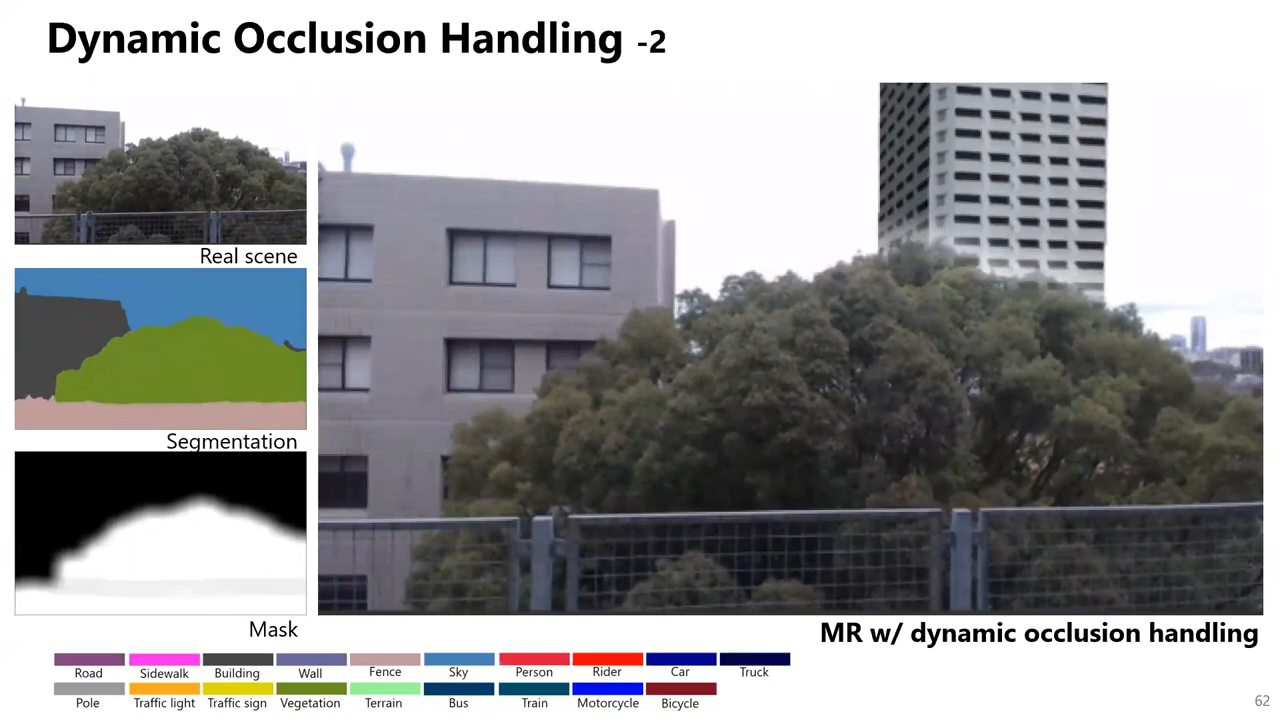 Dynamic Occlusion Handling -2
Real scene
Segmentation
Mask
MR w/ dynamic occlusion handling
Road Sidewalk Building Wall Fence Sky Person Rider Car Truck
Pole Traffic light Traffic sign Vegetation Terrain Bus Train Motorcycle Bicycle
62